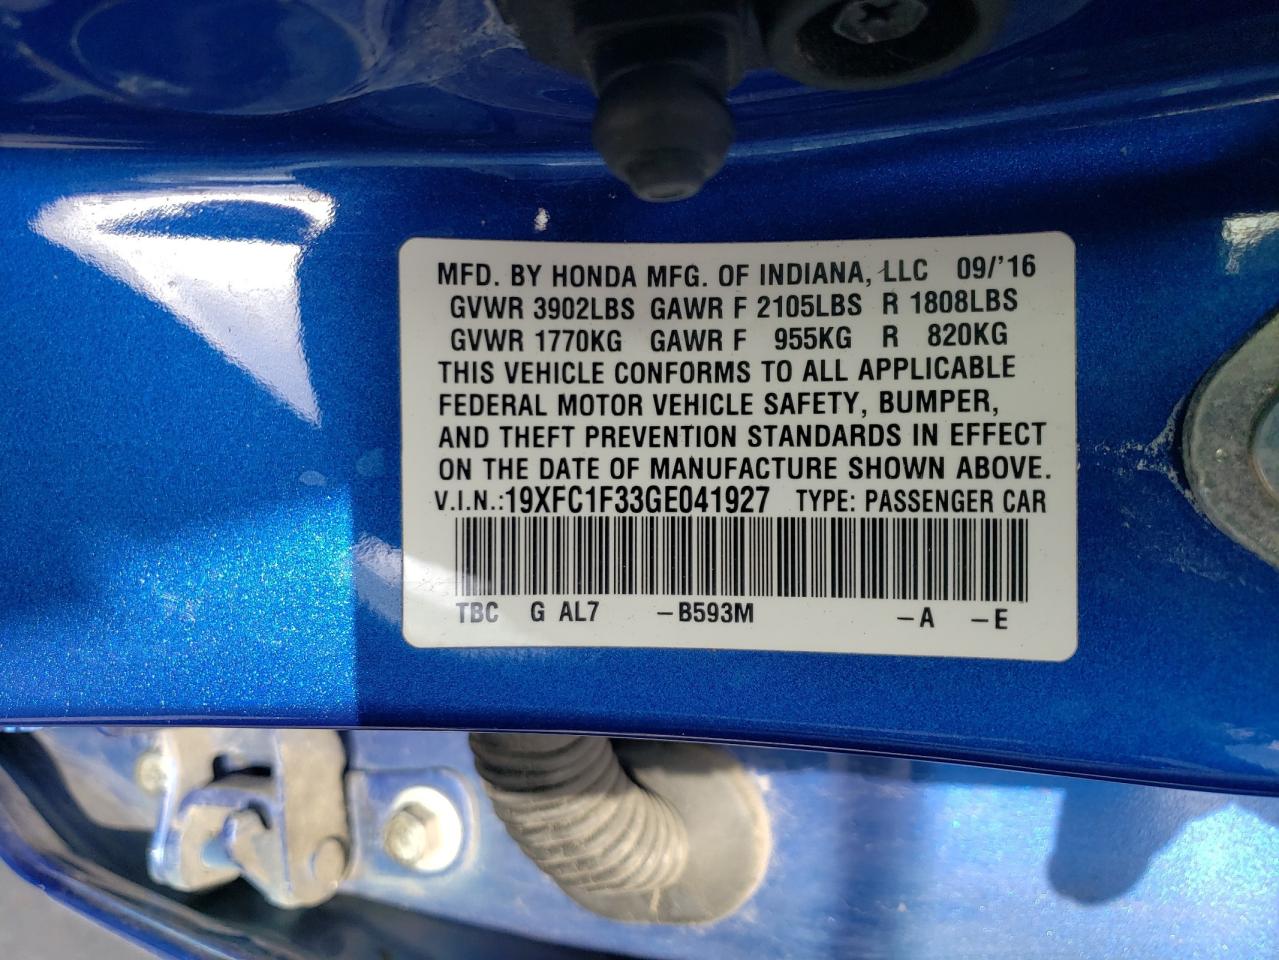 MFD. BY HONDA MFG. OF INDIANA, LLC 09/'16
GVWR 3902LBS GAWR F 2105LBS R 1808LBS
GVWR 1770KG GAWR F 955KG R 820KG
THIS VEHICLE CONFORMS TO ALL APPLICABLE
FEDERAL MOTOR VEHICLE SAFETY, BUMPER,
AND THEFT PREVENTION STANDARDS IN EFFECT
ON THE DATE OF MANUFACTURE SHOWN ABOVE.
V.I.N.:19XFC1F33GE041927 TYPE: PASSENGER CAR
TBC G AL7 –B593M –A –E